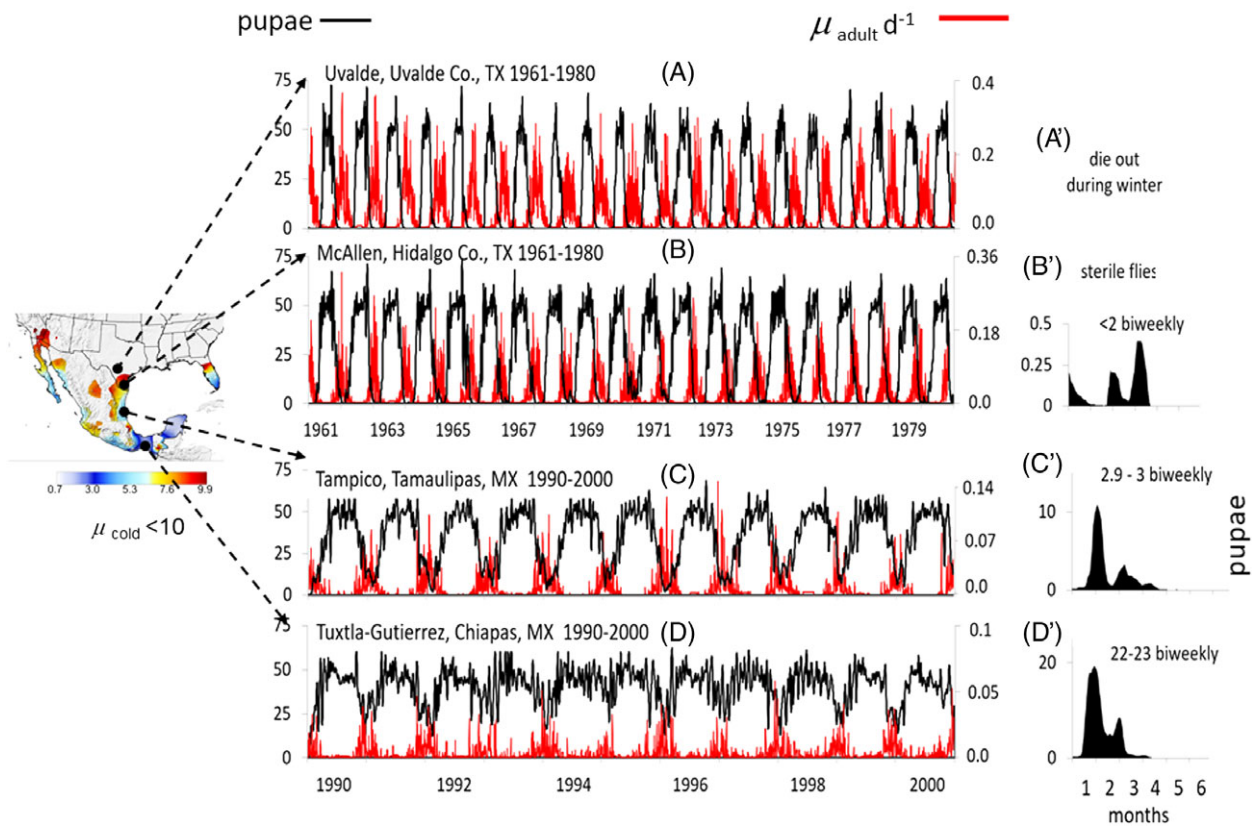 pupae
μ adult d-1
Uvalde, Uvalde Co., TX 1961-1980
(A)
75
50
25
0
0.4
0.2
0.0
(A')
die out
during winter
McAllen, Hidalgo Co., TX 1961-1980
(B)
75
50
25
0
0.36
0.18
0.0
1961 1963 1965 1967 1969 1971 1973 1975 1977 1979
(B')
sterile flies
<2 biweekly
0.5
0.25
0
0.7 3.0 5.3 7.6 9.9
μ cold <10
Tampico, Tamaulipas, MX 1990-2000
(C)
75
50
25
0
0.14
0.07
0.0
(C')
2.9 - 3 biweekly
10
0
pupae
Tuxtla-Gutierrez, Chiapas, MX 1990-2000
(D)
75
50
25
0
0.1
0.05
0.0
1990 1992 1994 1996 1998 2000
(D')
22-23 biweekly
20
0
1 2 3 4 5 6
months